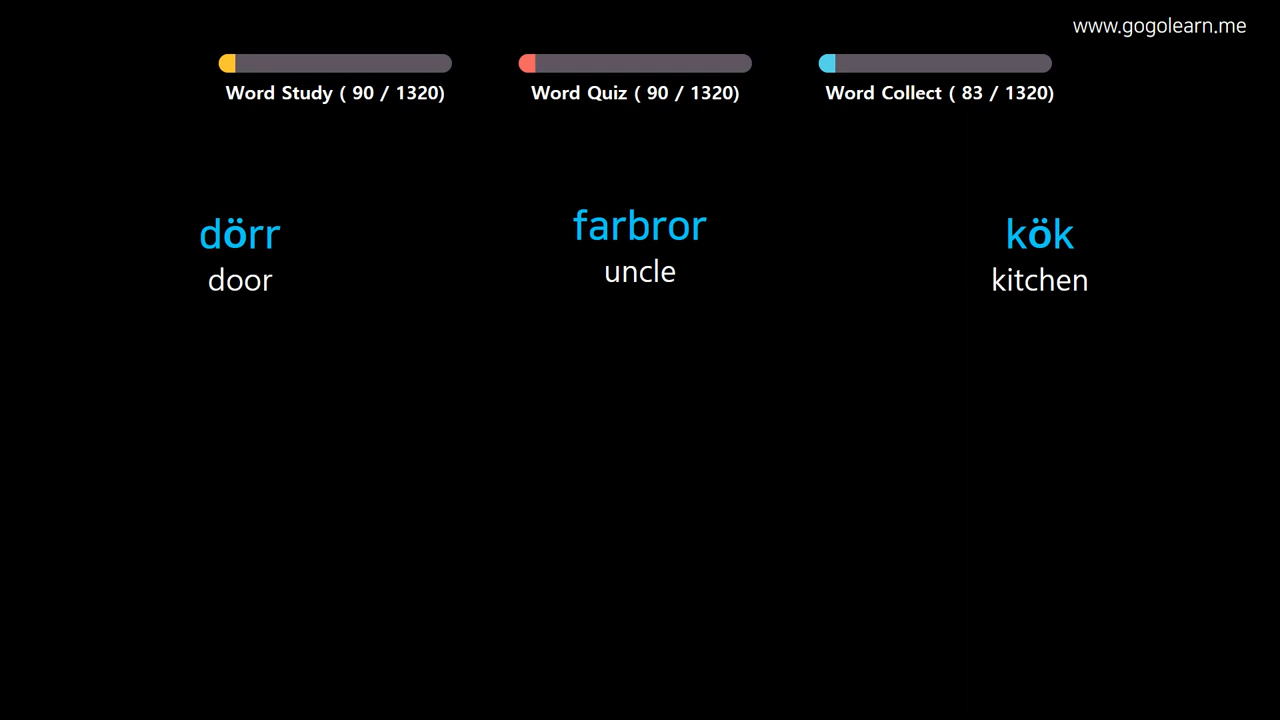 www.gogolearn.me
Word Study ( 90 / 1320)
Word Quiz ( 90 / 1320)
Word Collect ( 83 / 1320)
dörr
door
farbror
uncle
kök
kitchen